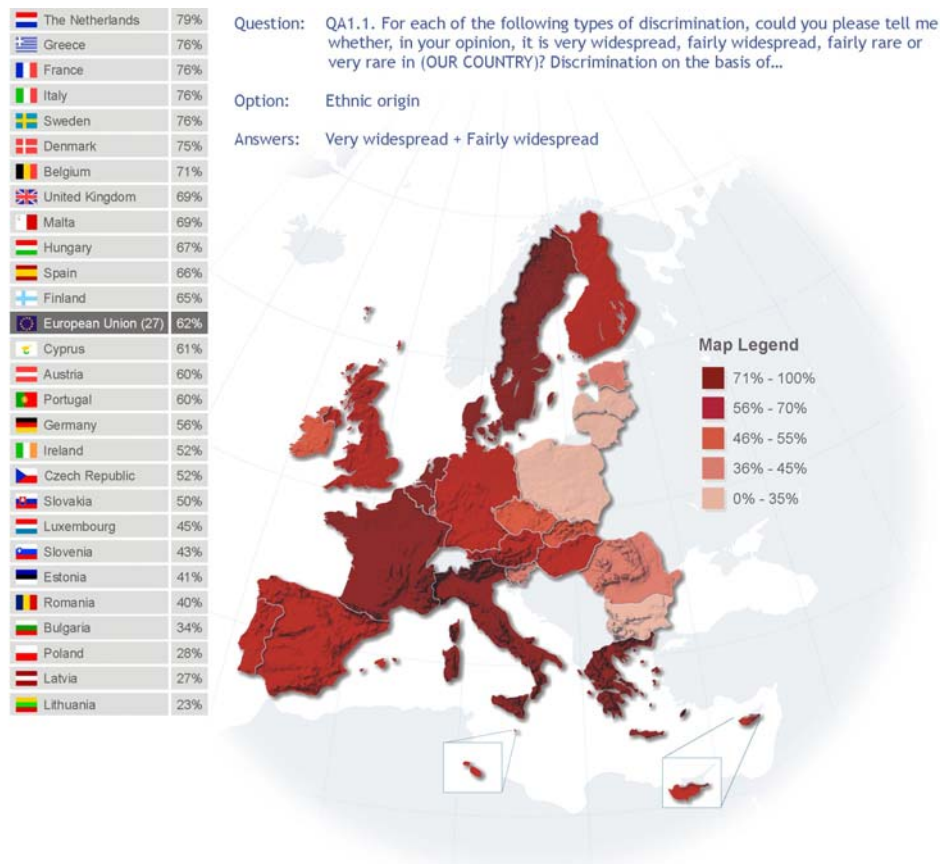 The Netherlands 79%
Greece 76%
France 76%
Italy 76%
Sweden 76%
Denmark 75%
Belgium 71%
United Kingdom 69%
Malta 69%
Hungary 67%
Spain 66%
Finland 65%
European Union (27) 62%
Cyprus 61%
Austria 60%
Portugal 60%
Germany 56%
Ireland 52%
Czech Republic 52%
Slovakia 50%
Luxembourg 45%
Slovenia 43%
Estonia 41%
Romania 40%
Bulgaria 34%
Poland 28%
Latvia 27%
Lithuania 23%
Question: QA1.1. For each of the following types of discrimination, could you please tell me
whether, in your opinion, it is very widespread, fairly widespread, fairly rare or
very rare in (OUR COUNTRY)? Discrimination on the basis of…
Option: Ethnic origin
Answers: Very widespread + Fairly widespread
Map Legend
71% - 100%
56% - 70%
46% - 55%
36% - 45%
0% - 35%